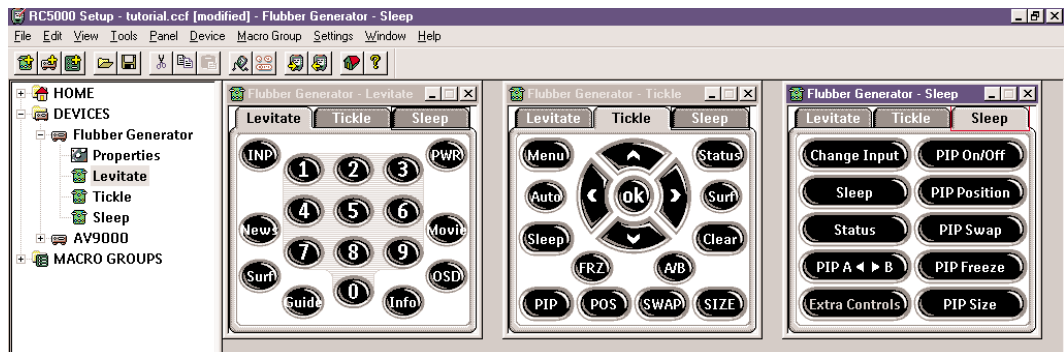 RC5000 Setup - tutorial.ccf [modified] - Flubber Generator - Sleep
File Edit View Tools Panel Device Macro Group Settings Window Help
HOME
DEVICES
Flubber Generator
Properties
Levitate
Tickle
Sleep
AV9000
MACRO GROUPS
Flubber Generator - Levitate
Levitate Tickle Sleep
INP PWR
1 2 3
4 5 6
News Movie
7 8 9
Surf OSD
Guide 0 Info
Flubber Generator - Tickle
Levitate Tickle Sleep
Menu Status
Auto ok Surf
Sleep Clear
FRZ A/B
PIP POS SWAP SIZE
Flubber Generator - Sleep
Levitate Tickle Sleep
Change Input PIP On/Off
Sleep PIP Position
Status PIP Swap
PIP A ◀ ▶ B PIP Freeze
Extra Controls PIP Size